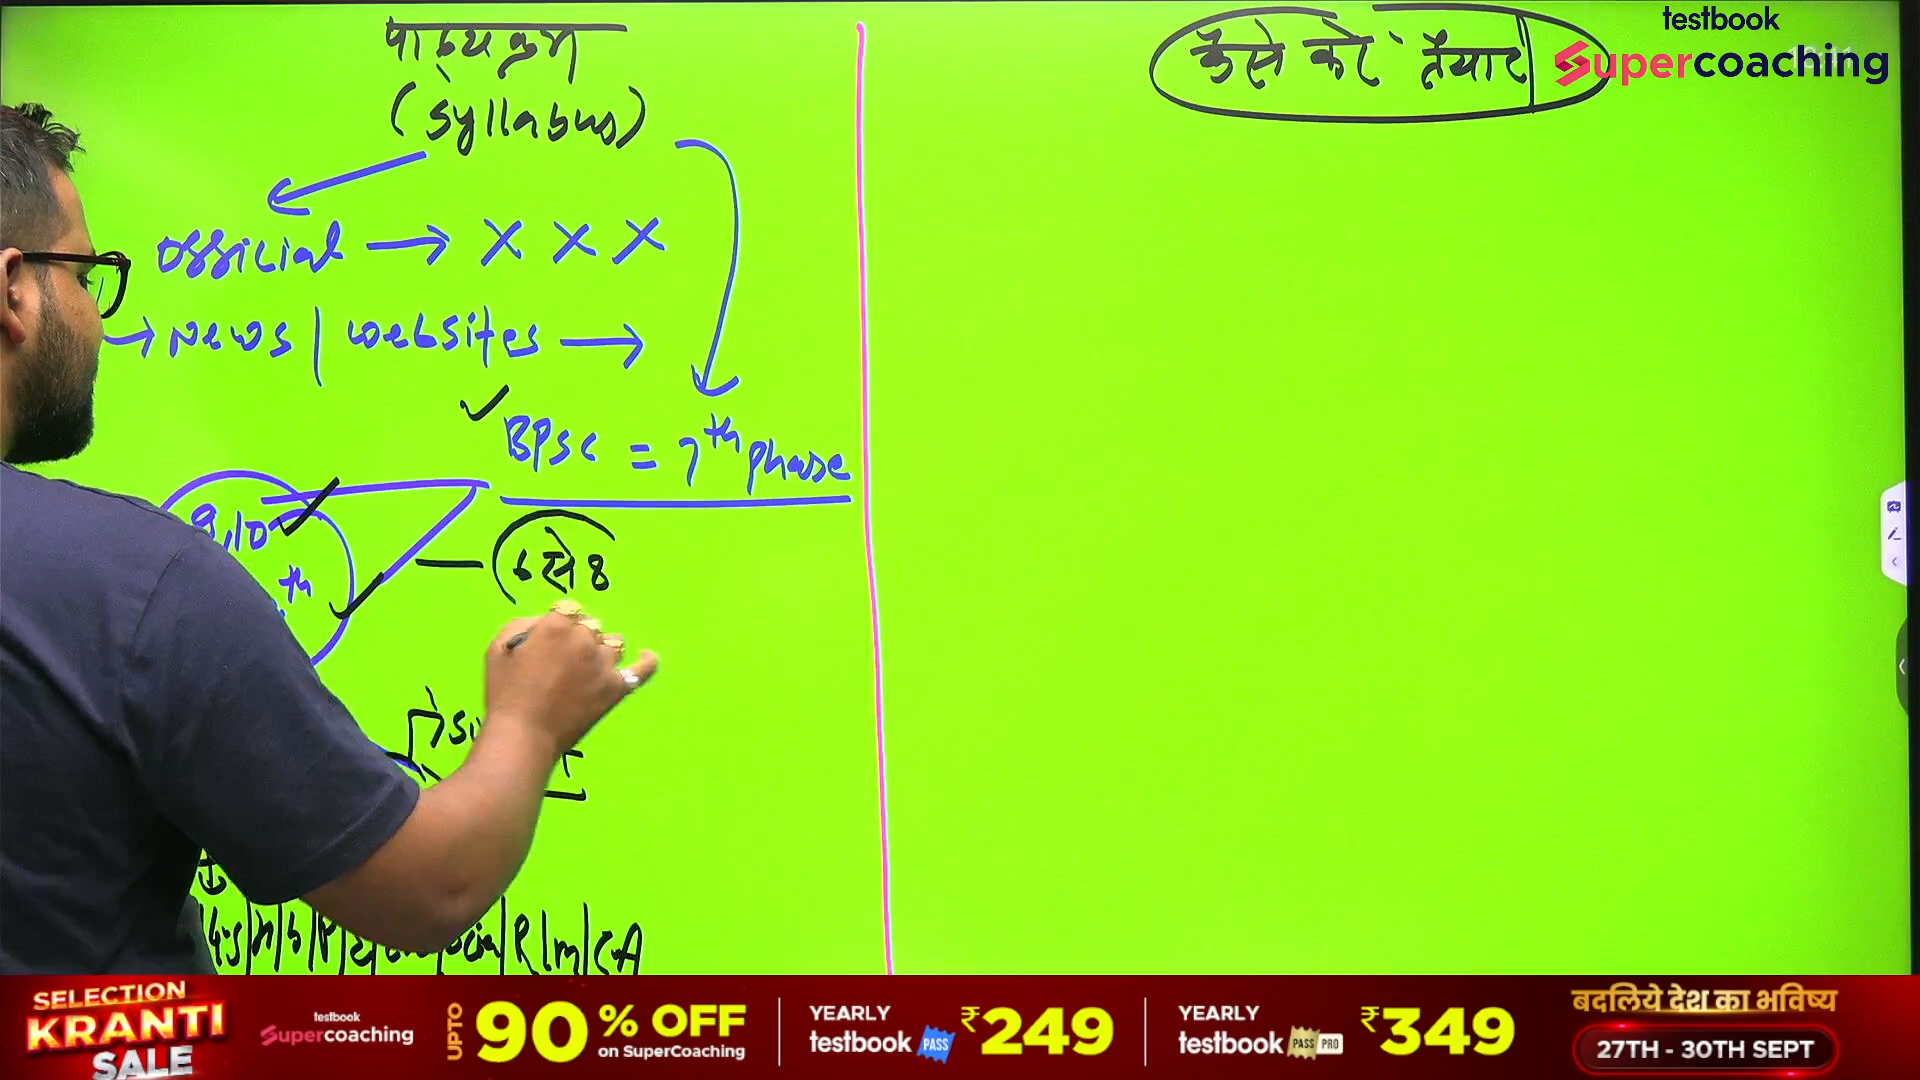 पाठ्यक्रम
(Syllabus)
official → X X X
→ News | websites →
✓ BPSC = 7th phase
9,10 ✓
th ✓
— (6 से 8
कैसे करें तैयारी
testbook
Supercoaching
R | m | CA
SELECTION
KRANTI
SALE
testbook
Supercoaching
UPTO 90% OFF
on SuperCoaching
YEARLY
testbook PASS ₹249
YEARLY
testbook PASS PRO ₹349
बदलिये देश का भविष्य
27TH - 30TH SEPT